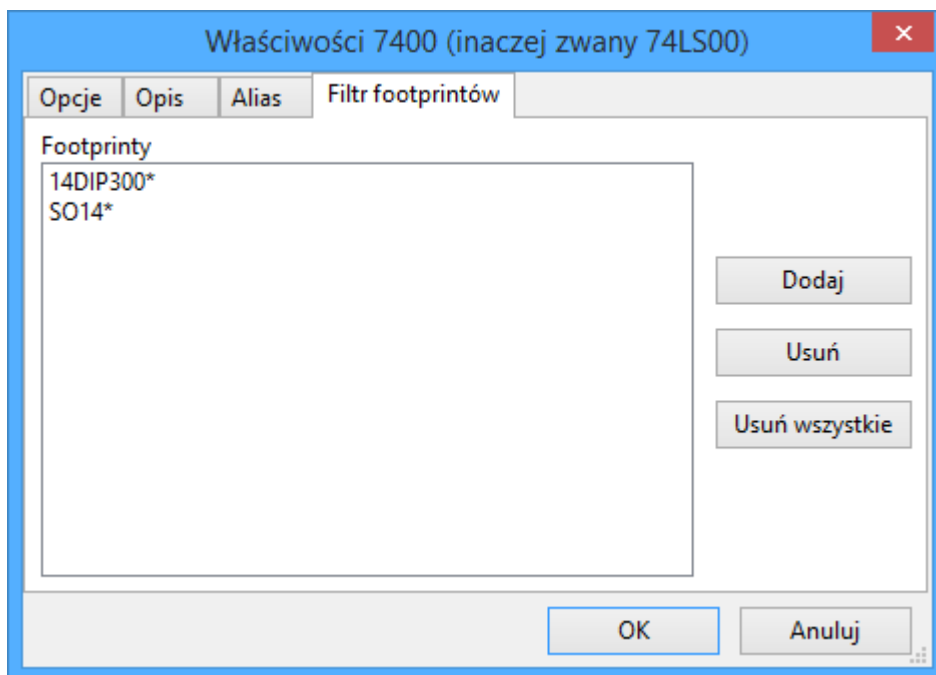 Właściwości 7400 (inaczej zwany 74LS00)
Opcje Opis Alias Filtr footprintów
Footprinty
14DIP300*
SO14*
Dodaj
Usuń
Usuń wszystkie
OK Anuluj